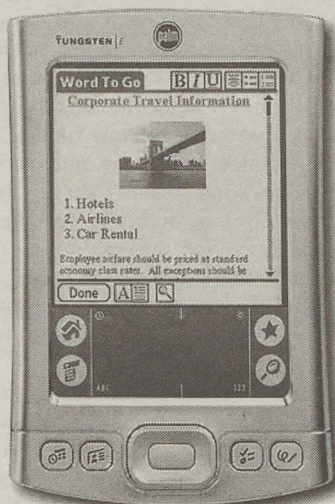 TUNGSTEN E
palm
Word To Go B I U
Corporate Travel Information
1. Hotels
2. Airlines
3. Car Rental
Employee airfare should be priced at standard
economy class rates. All exceptions should be
Done A
ABC 123